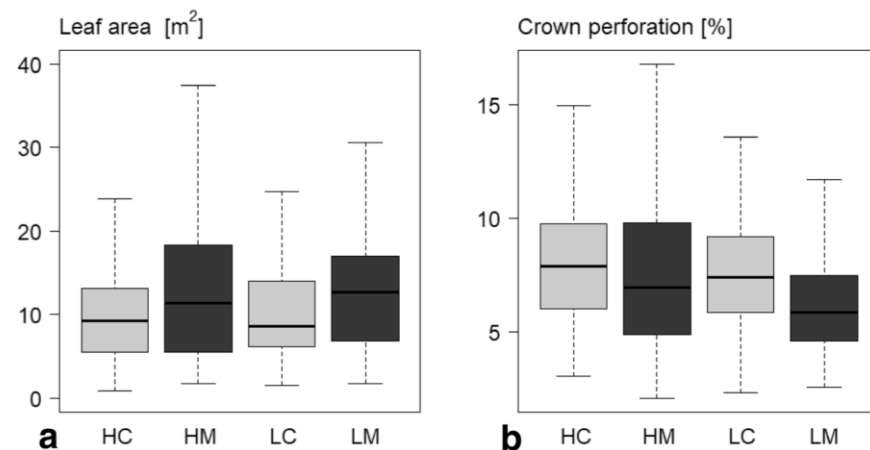 Leaf area [m²]
40
30
20
10
0
a HC HM LC LM
Crown perforation [%]
15
10
5
b HC HM LC LM